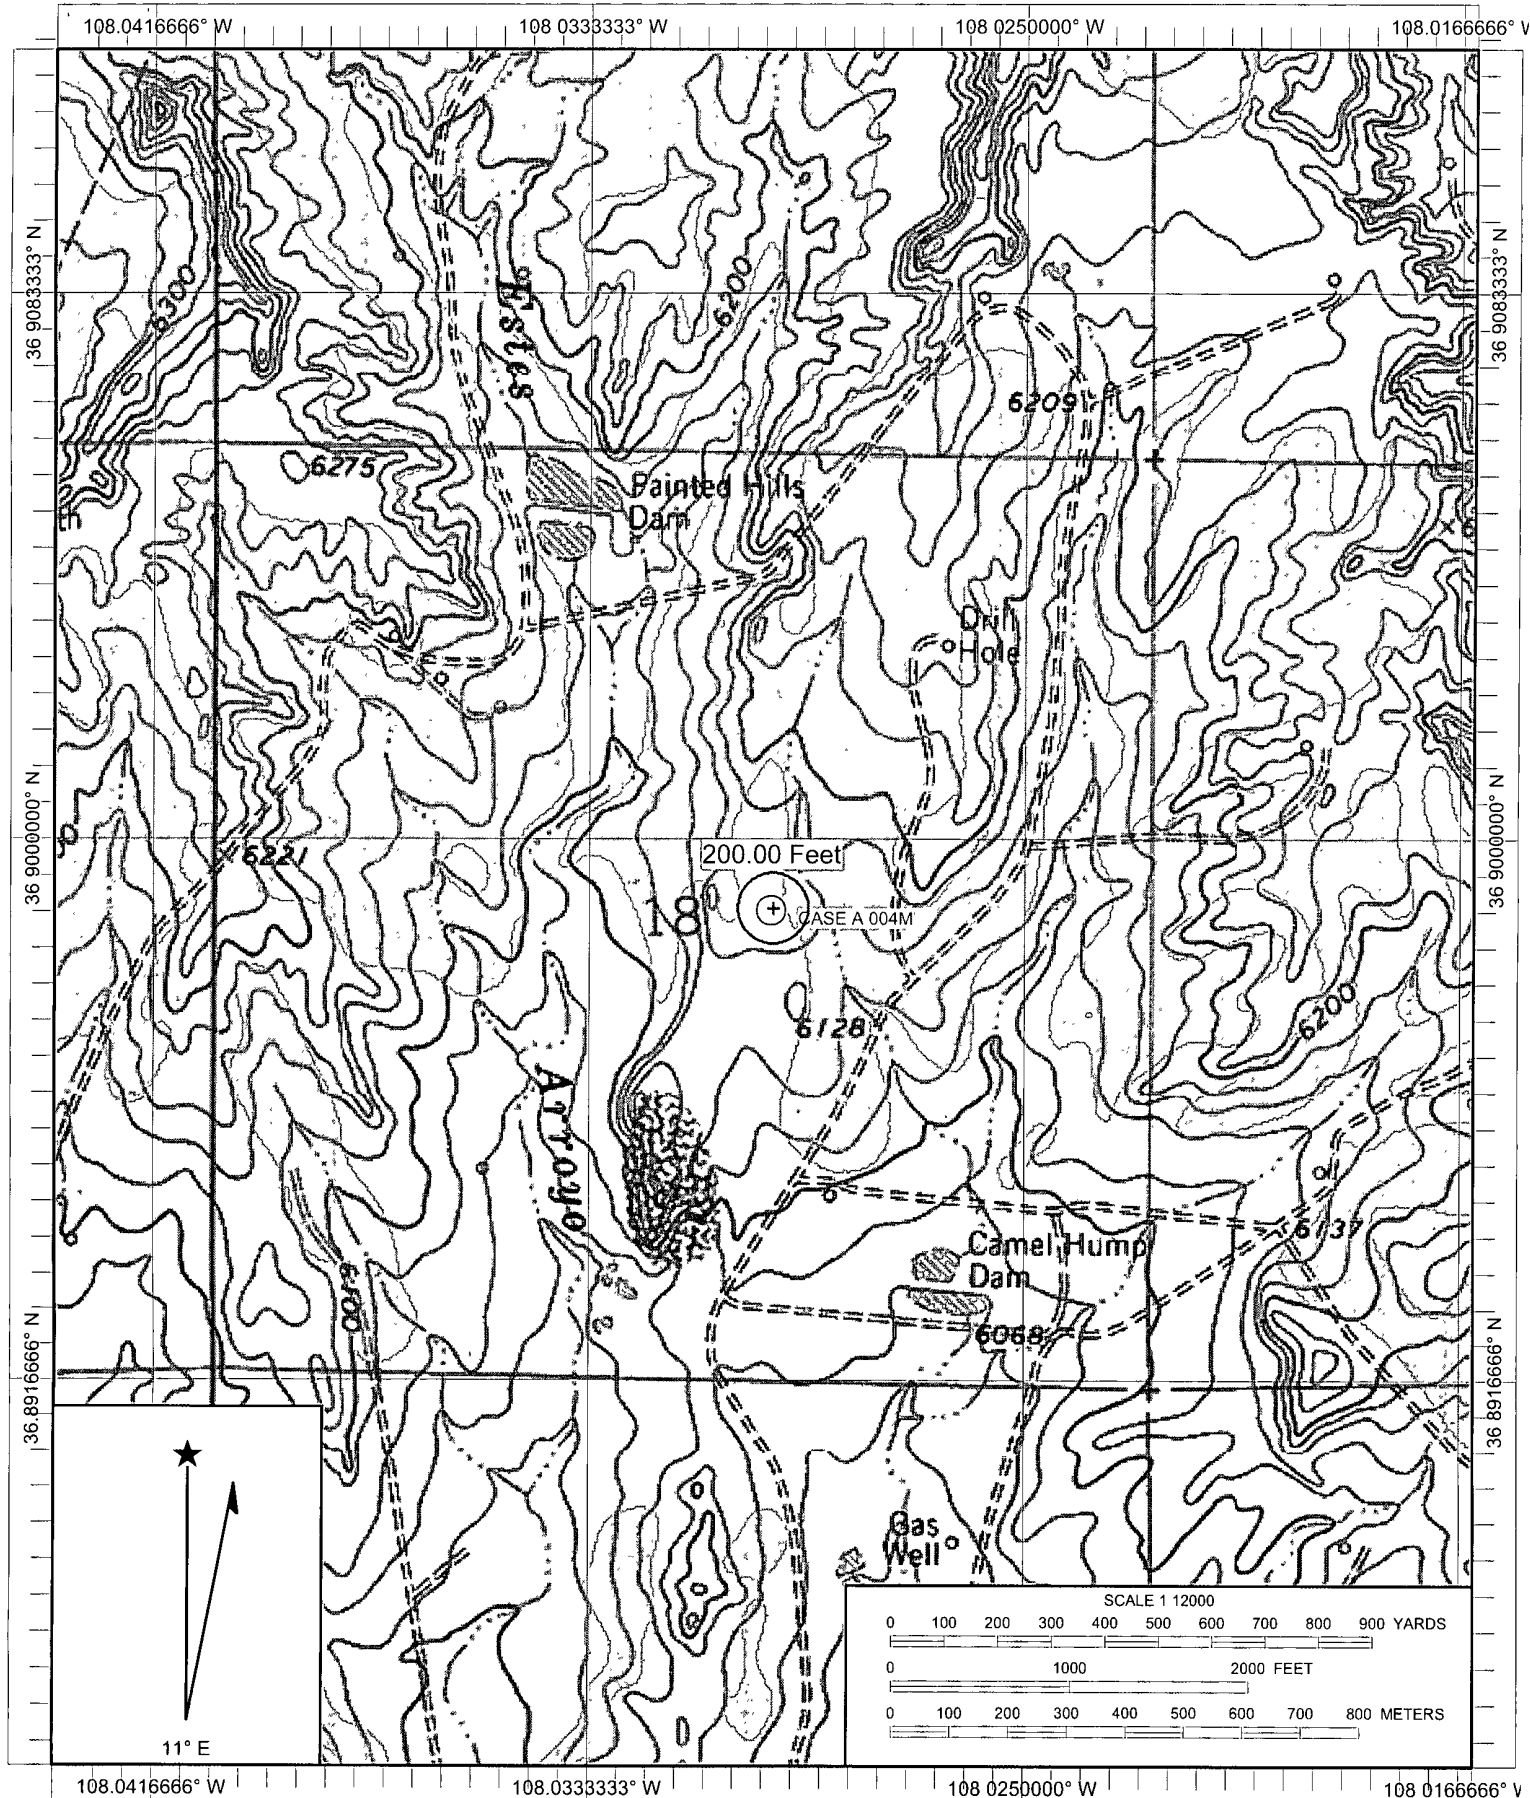 108.0416666° W 108.0333333° W 108.0250000° W 108.0166666° W
36 9083333° N
36 9083333° N
6300
6200
Estes
6209
6275
Painted Hills
Dam
th
Drill
Hole
36 9000000° N
36 9000000° N
6221
200.00 Feet
18
CASE A 004M
6200
6128
Arroyo
6137
Camel Hump
Dam
6100
6068
36.8916666° N
36 8916666° N
Gas
Well
11° E
SCALE 1 12000
0 100 200 300 400 500 600 700 800 900 YARDS
0 1000 2000 FEET
0 100 200 300 400 500 600 700 800 METERS
108.0416666° W 108.0333333° W 108 0250000° W 108 0166666° W